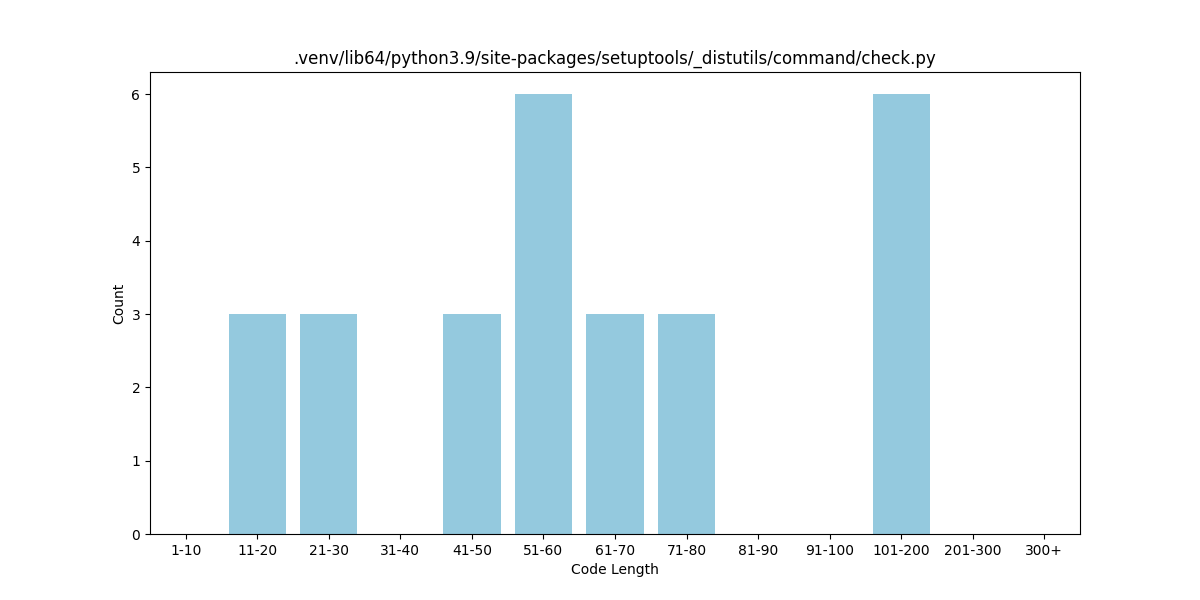 .venv/lib64/python3.9/site-packages/setuptools/_distutils/command/check.py
6
5
4
3
2
1
0
Count
1-10 11-20 21-30 31-40 41-50 51-60 61-70 71-80 81-90 91-100 101-200 201-300 300+
Code Length